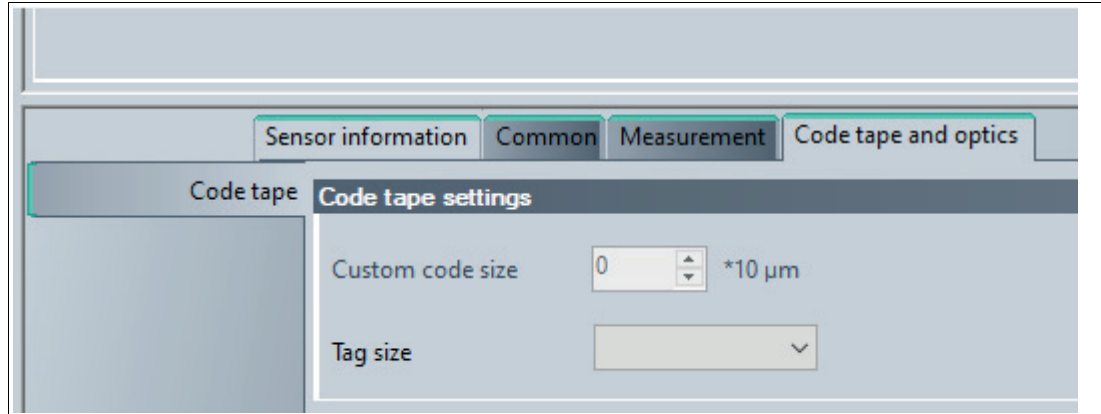 Sensor information Common Measurement Code tape and optics
Code tape
Code tape settings
Custom code size 0 *10 µm
Tag size